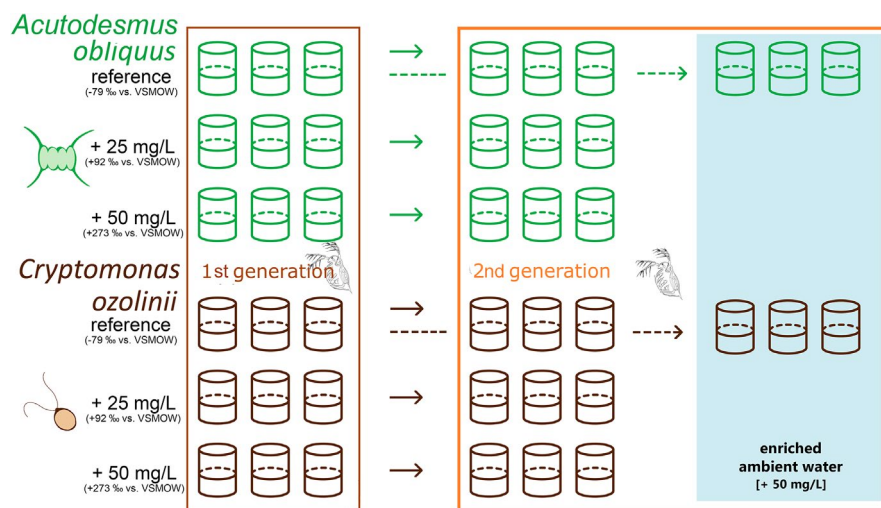 Acutodesmus
obliquus
reference
(-79 ‰ vs. VSMOW)
+ 25 mg/L
(+92 ‰ vs. VSMOW)
+ 50 mg/L
(+273 ‰ vs. VSMOW)
Cryptomonas
ozolinii
1st generation
2nd generation
reference
(-79 ‰ vs. VSMOW)
+ 25 mg/L
(+92 ‰ vs. VSMOW)
+ 50 mg/L
(+273 ‰ vs. VSMOW)
enriched
ambient water
[+ 50 mg/L]